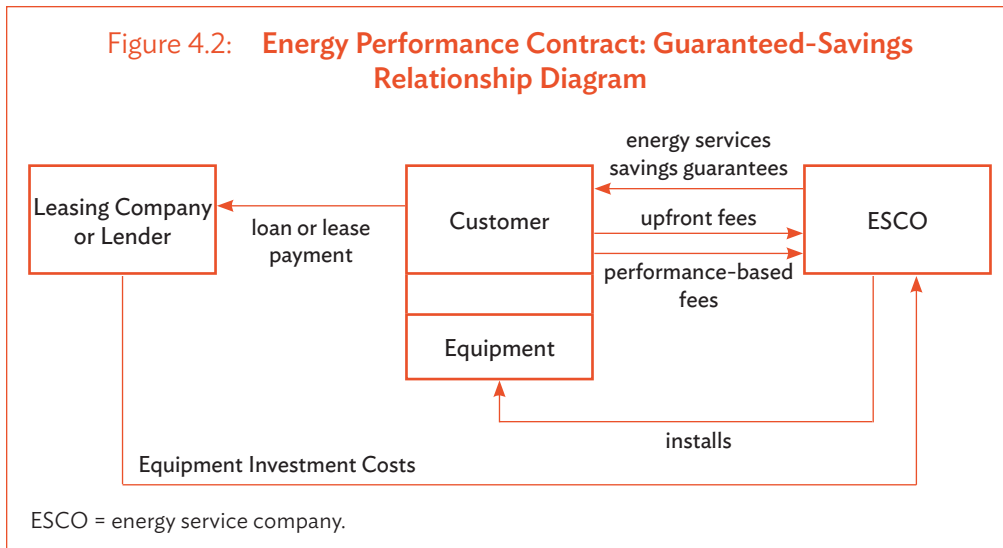 Figure 4.2: Energy Performance Contract: Guaranteed-Savings
Relationship Diagram
energy services
savings guarantees
Leasing Company
or Lender
loan or lease
payment
Customer
upfront fees
performance-based
fees
ESCO
Equipment
installs
Equipment Investment Costs
ESCO = energy service company.